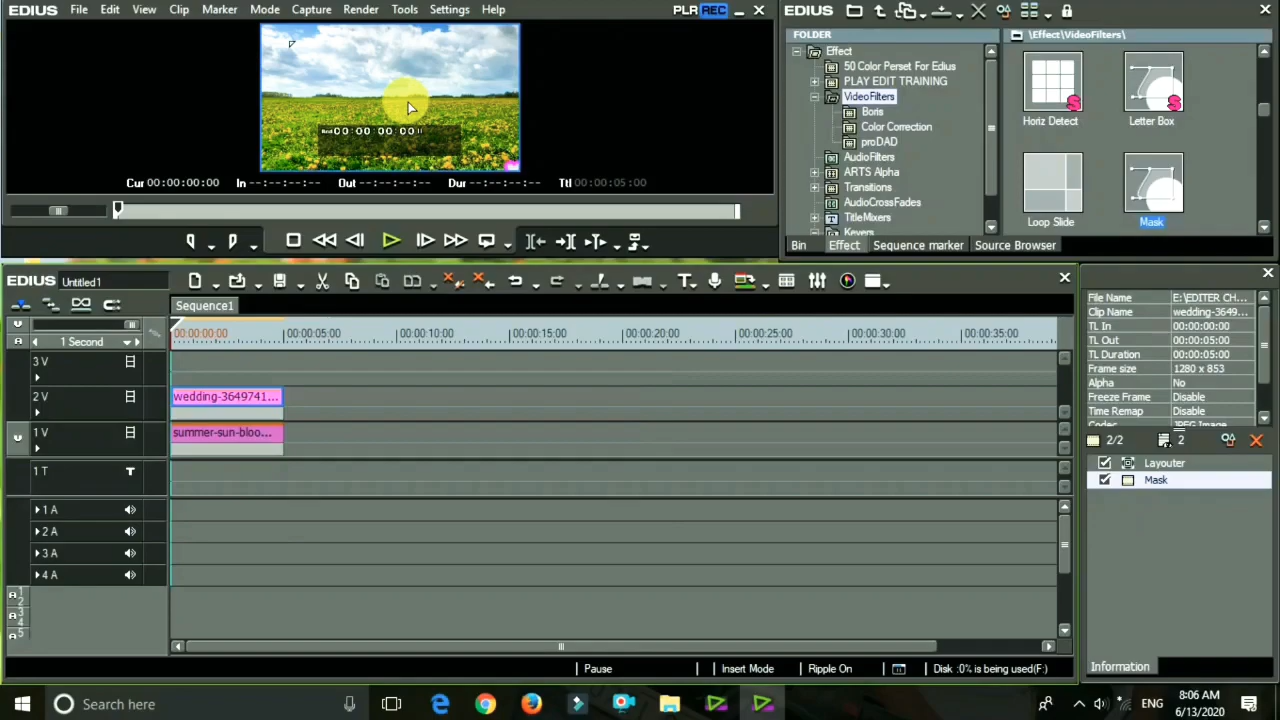 EDIUS File Edit View Clip Marker Mode Capture Render Tools Settings Help PLR REC
00:00:00:00
Cur 00:00:00:00 In --:--:--:-- Out --:--:--:-- Dur --:--:--:-- Ttl 00:00:05:00
EDIUS
FOLDER
Effect
50 Color Perset For Edius
PLAY EDIT TRAINING
VideoFilters
Boris
Color Correction
proDAD
AudioFilters
ARTS Alpha
Transitions
AudioCrossFades
TitleMixers
Keyers
\Effect\VideoFilters\
Horiz Detect
Letter Box
Loop Slide
Mask
Bin Effect Sequence marker Source Browser
EDIUS Untitled1
Sequence1
1 Second
00:00:00:00 00:00:05:00 00:00:10:00 00:00:15:00 00:00:20:00 00:00:25:00 00:00:30:00 00:00:35:00
3 V
2 V wedding-3649741...
1 V summer-sun-bloo...
1 T T
1 A
2 A
3 A
4 A
File Name E:\EDITER CH...
Clip Name wedding-3649...
TL In 00:00:00:00
TL Out 00:00:05:00
TL Duration 00:00:05:00
Frame size 1280 x 853
Alpha No
Freeze Frame Disable
Time Remap Disable
Codec JPEG Image
2/2 2
Layouter
Mask
Information
Pause Insert Mode Ripple On Disk :0% is being used(F:)
Search here
ENG
8:06 AM
6/13/2020